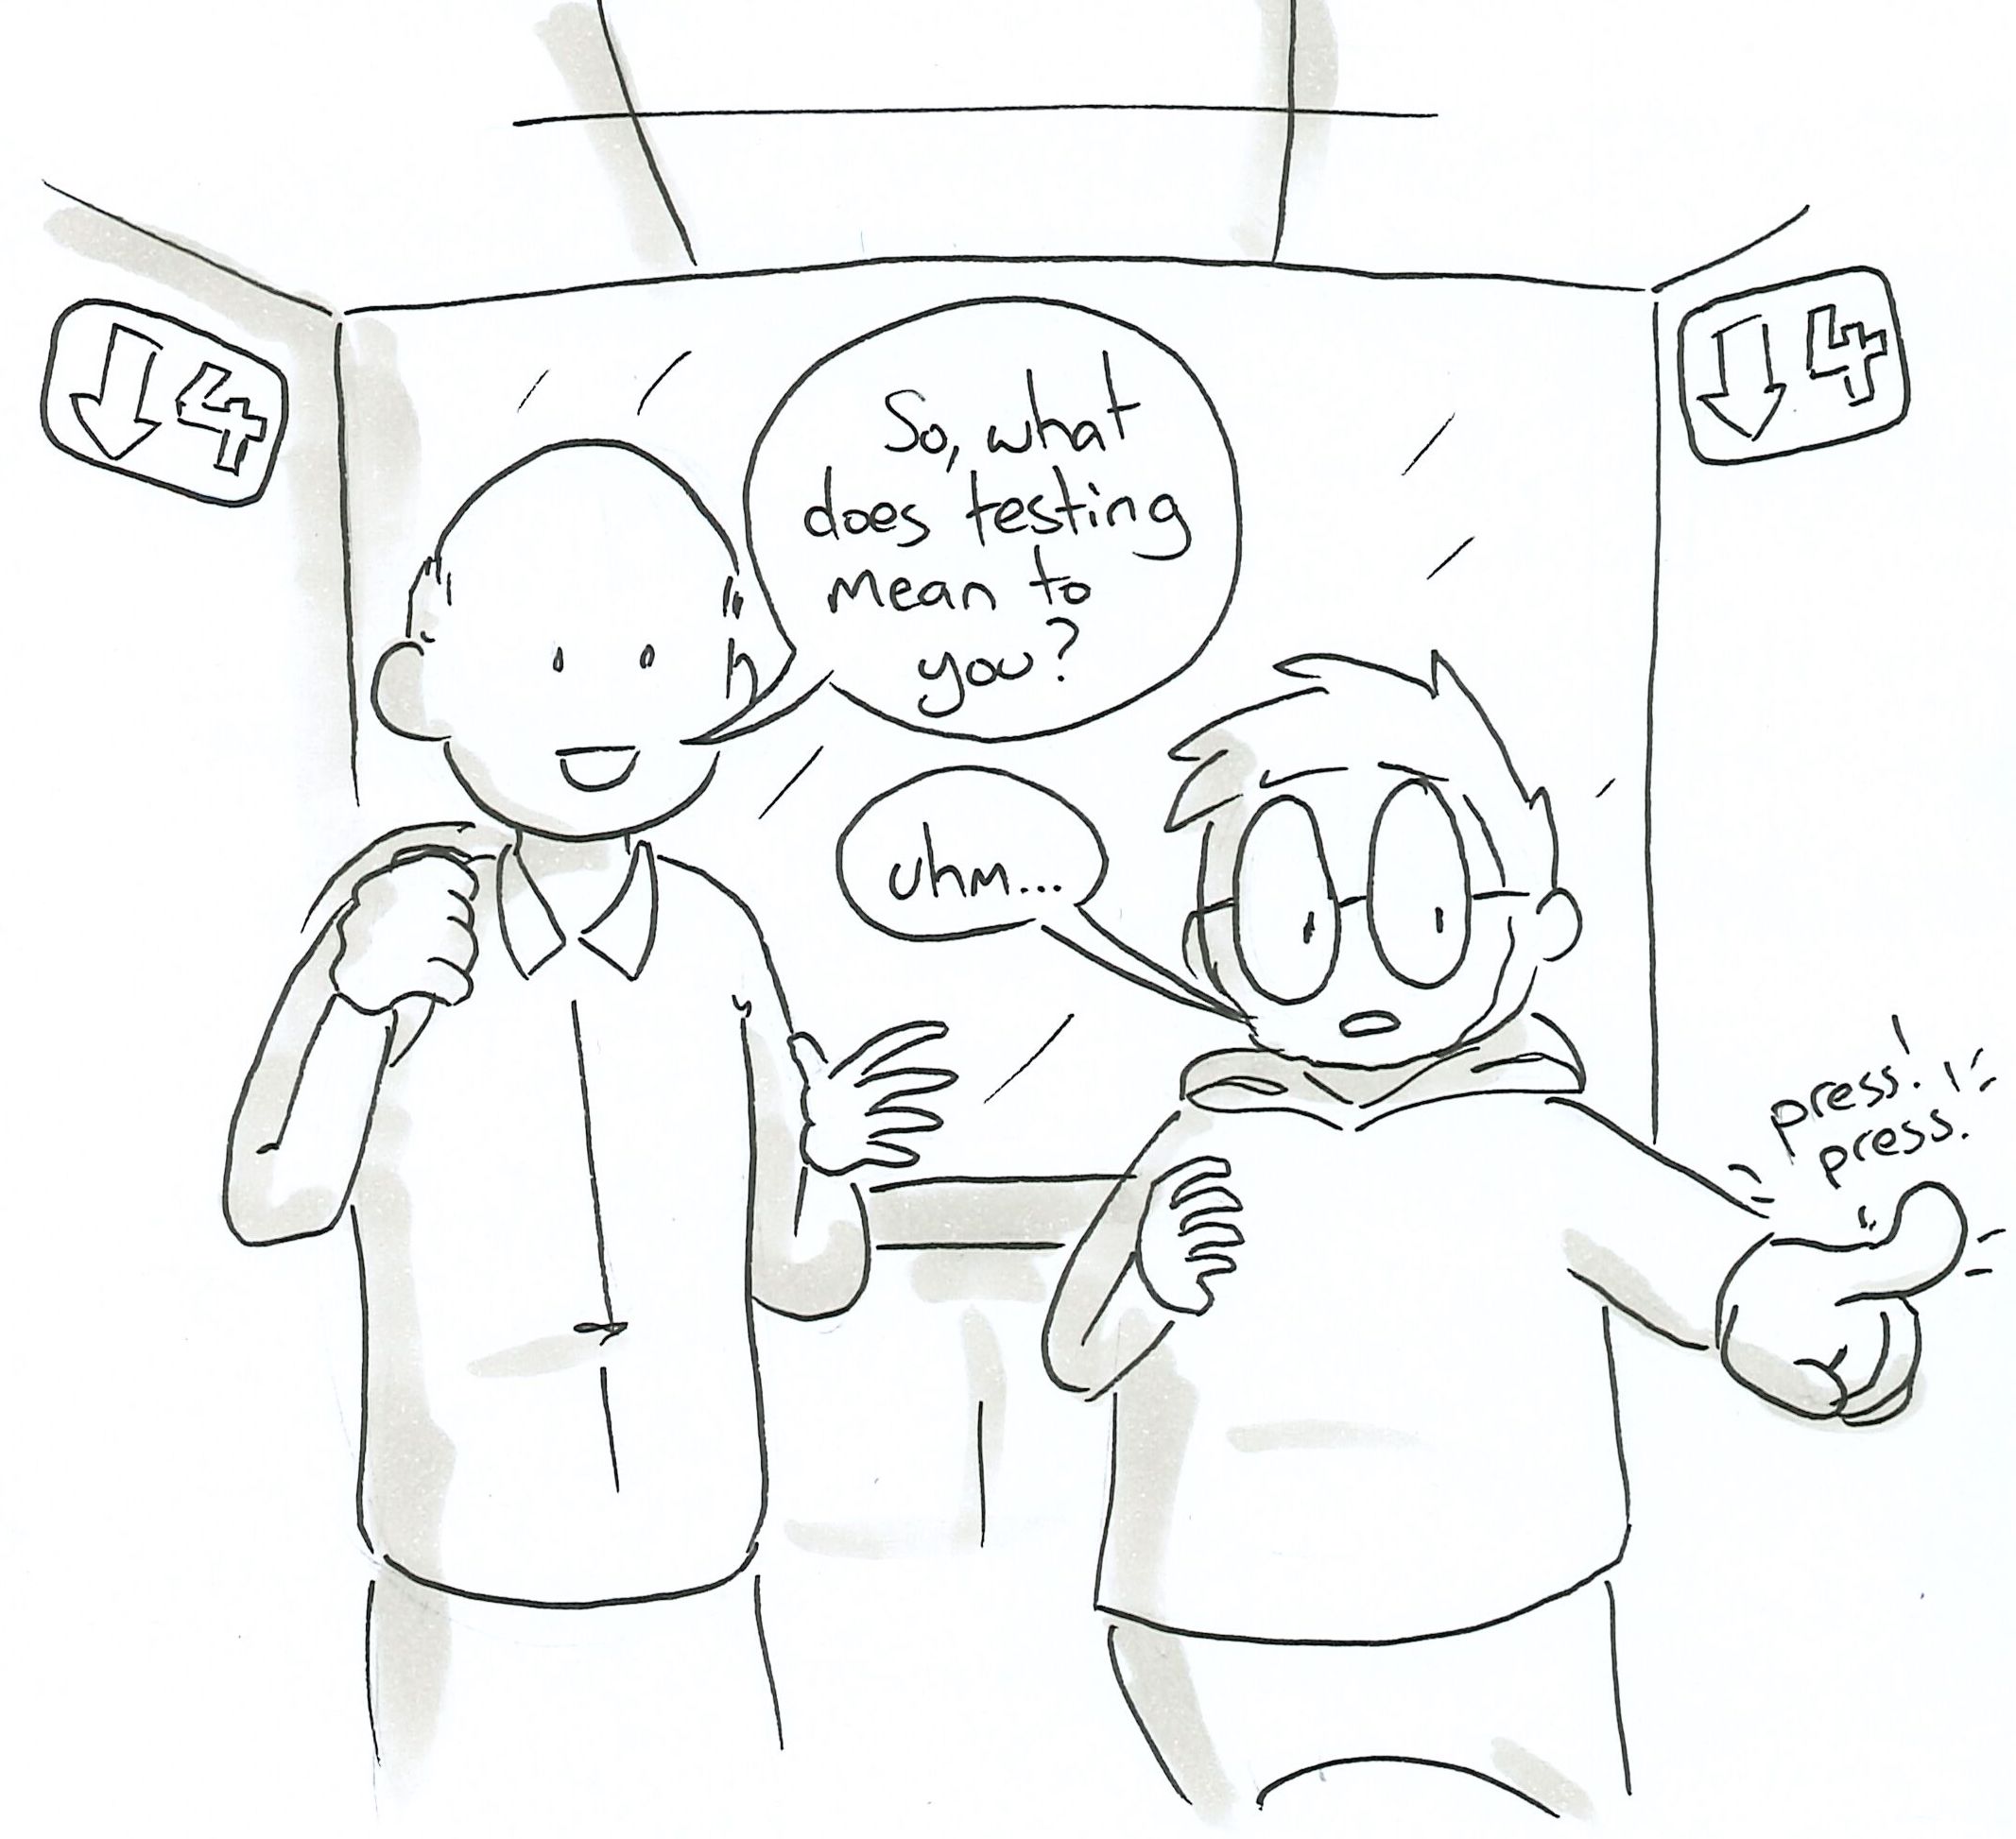 ↓4
↓4
So, what
does testing
mean to
you?
uhm...
press!
press.